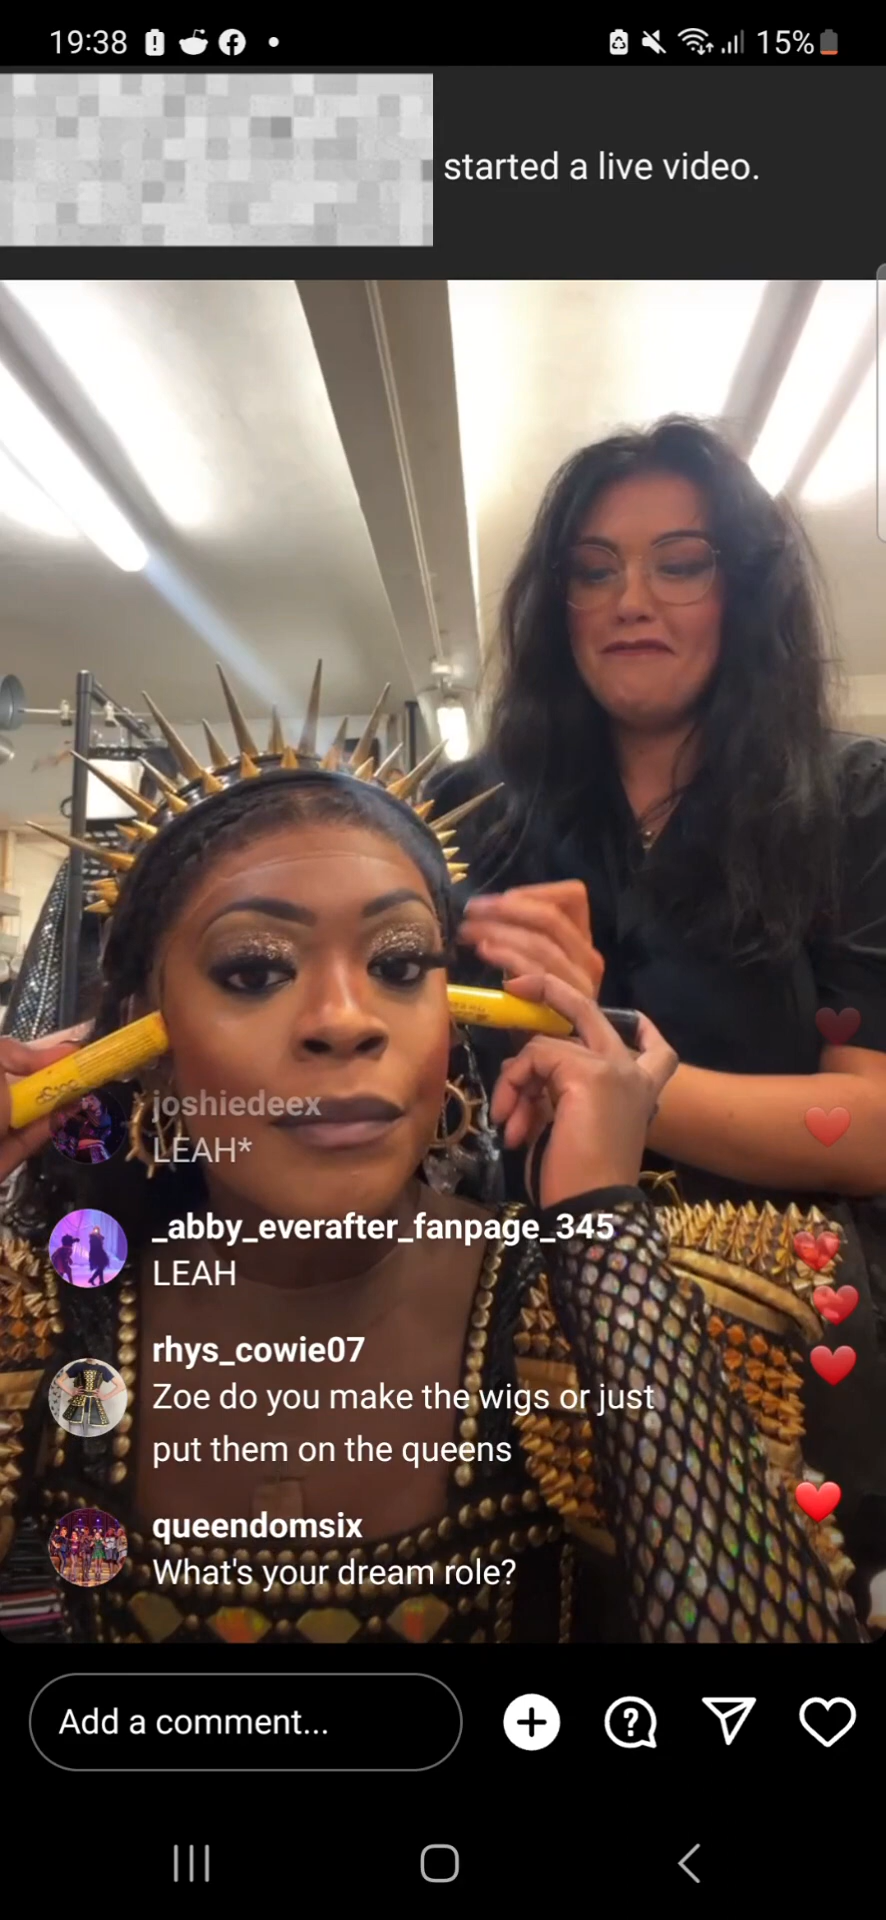 19:38
15%
started a live video.
joshiedeex
LEAH*
_abby_everafter_fanpage_345
LEAH
rhys_cowie07
Zoe do you make the wigs or just
put them on the queens
queendomsix
What's your dream role?
Add a comment...